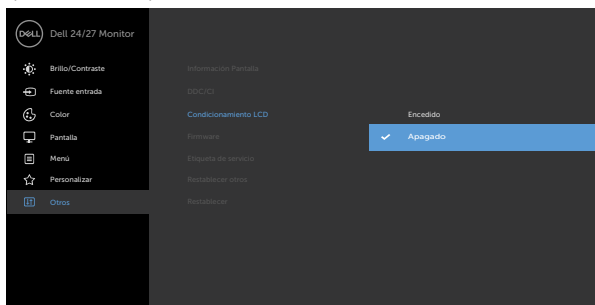 DELL Dell 24/27 Monitor
Brillo/Contraste
Fuente entrada
Color
Pantalla
Menú
Personalizar
Otros
Información Pantalla
DDC/CI
Condicionamiento LCD
Firmware
Etiqueta de servicio
Restablecer otros
Restablecer
Encedido
Apagado